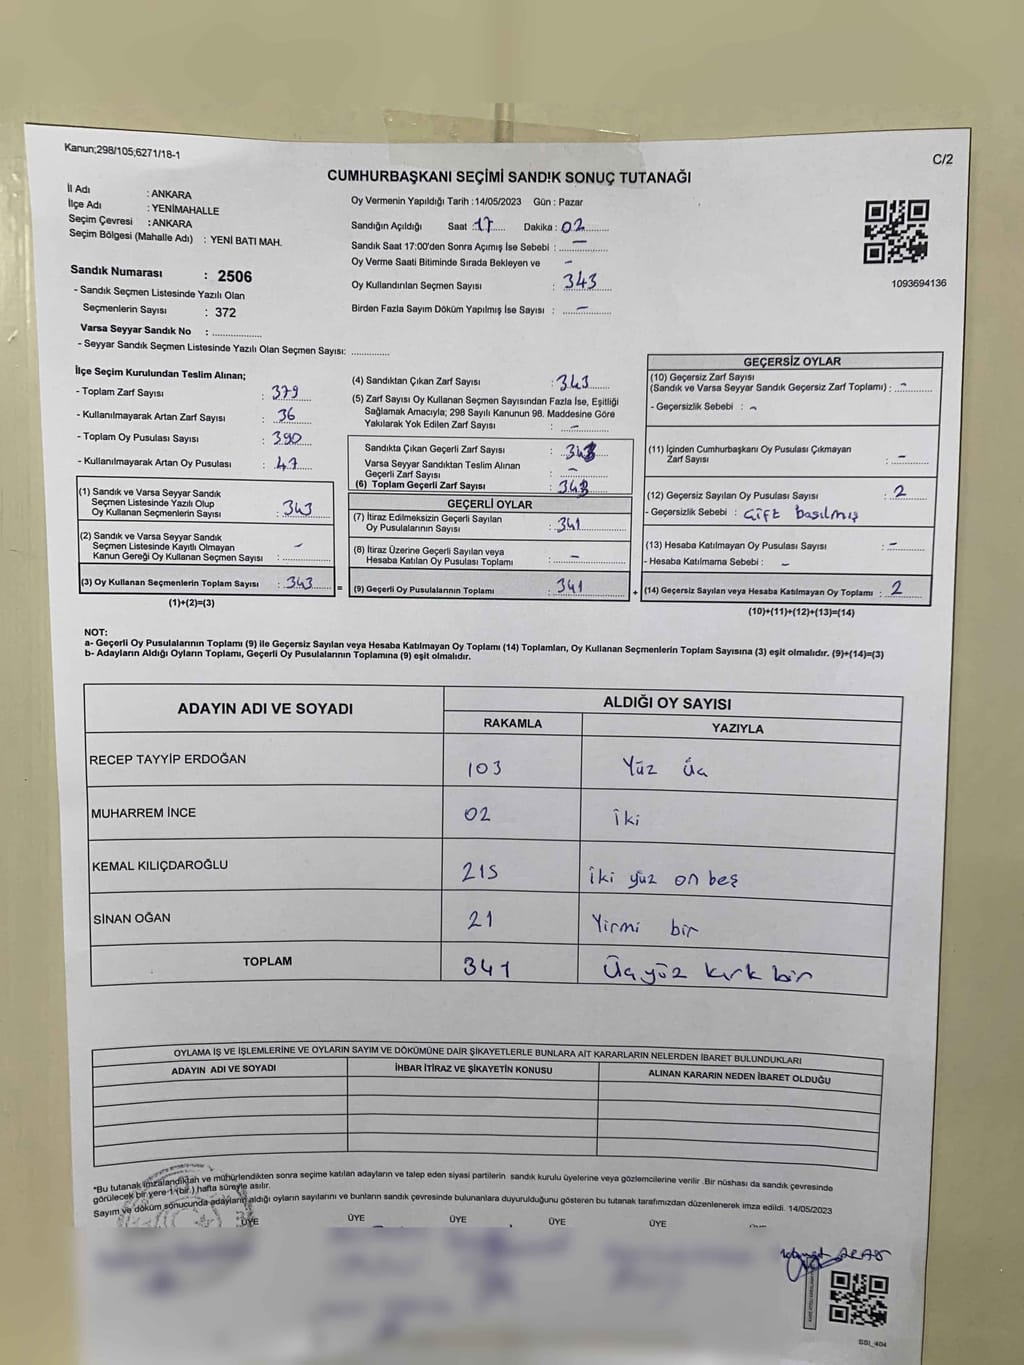 Kanun;298/105;6271/18-1
C/2
CUMHURBAŞKANI SEÇİMİ SANDIK SONUÇ TUTANAĞI
İl Adı : ANKARA
İlçe Adı : YENİMAHALLE
Seçim Çevresi : ANKARA
Seçim Bölgesi (Mahalle Adı) : YENİ BATI MAH.
Oy Vermenin Yapıldığı Tarih :14/05/2023 Gün : Pazar
Sandığın Açıldığı Saat : 17 Dakika : 02
Sandık Saat 17:00'den Sonra Açımış İse Sebebi : –
Oy Verme Saati Bitiminde Sırada Bekleyen ve –
Oy Kullandırılan Seçmen Sayısı : 343
Birden Fazla Sayım Döküm Yapılmış İse Sayısı : –
1093694136
Sandık Numarası : 2506
- Sandık Seçmen Listesinde Yazılı Olan
Seçmenlerin Sayısı : 372
Varsa Seyyar Sandık No : ..............
- Seyyar Sandık Seçmen Listesinde Yazılı Olan Seçmen Sayısı: ............
İlçe Seçim Kurulundan Teslim Alınan;
- Toplam Zarf Sayısı : 379
- Kullanılmayarak Artan Zarf Sayısı : 36
- Toplam Oy Pusulası Sayısı : 390
- Kullanılmayarak Artan Oy Pusulası : 47
(1) Sandık ve Varsa Seyyar Sandık
Seçmen Listesinde Yazılı Olup
Oy Kullanan Seçmenlerin Sayısı : 343
(2) Sandık ve Varsa Seyyar Sandık
Seçmen Listesinde Kayıtlı Olmayan
Kanun Gereği Oy Kullanan Seçmen Sayısı : –
(3) Oy Kullanan Seçmenlerin Toplam Sayısı : 343 =
(1)+(2)=(3)
(4) Sandıktan Çıkan Zarf Sayısı : 343
(5) Zarf Sayısı Oy Kullanan Seçmen Sayısından Fazla İse, Eşitliği
Sağlamak Amacıyla; 298 Sayılı Kanunun 98. Maddesine Göre
Yakılarak Yok Edilen Zarf Sayısı : –
Sandıkta Çıkan Geçerli Zarf Sayısı : 343
Varsa Seyyar Sandıktan Teslim Alınan –
Geçerli Zarf Sayısı
(6) Toplam Geçerli Zarf Sayısı : 343
GEÇERLİ OYLAR
(7) İtiraz Edilmeksizin Geçerli Sayılan
Oy Pusulalarının Sayısı : 341
(8) İtiraz Üzerine Geçerli Sayılan veya
Hesaba Katılan Oy Pusulası Toplamı : –
(9) Geçerli Oy Pusulalarının Toplamı : 341 +
GEÇERSİZ OYLAR
(10) Geçersiz Zarf Sayısı
(Sandık ve Varsa Seyyar Sandık Geçersiz Zarf Toplamı) : –
- Geçersizlik Sebebi : –
(11) İçinden Cumhurbaşkanı Oy Pusulası Çıkmayan
Zarf Sayısı : –
(12) Geçersiz Sayılan Oy Pusulası Sayısı : 2
- Geçersizlik Sebebi : Çift basılmış
(13) Hesaba Katılmayan Oy Pusulası Sayısı : –
- Hesaba Katılmama Sebebi : –
(14) Geçersiz Sayılan veya Hesaba Katılmayan Oy Toplamı : 2
(10)+(11)+(12)+(13)=(14)
NOT:
a- Geçerli Oy Pusulalarının Toplamı (9) ile Geçersiz Sayılan veya Hesaba Katılmayan Oy Toplamı (14) Toplamları, Oy Kullanan Seçmenlerin Toplam Sayısına (3) eşit olmalıdır. (9)+(14)=(3)
b- Adayların Aldığı Oyların Toplamı, Geçerli Oy Pusulalarının Toplamına (9) eşit olmalıdır.
ADAYIN ADI VE SOYADI
ALDIĞI OY SAYISI
RAKAMLA YAZIYLA
RECEP TAYYİP ERDOĞAN 103 Yüz üç
MUHARREM İNCE 02 İki
KEMAL KILIÇDAROĞLU 215 İki yüz on beş
SİNAN OĞAN 21 Yirmi bir
TOPLAM 341 Üçyüz kırk bir
OYLAMA İŞ VE İŞLEMLERİNE VE OYLARIN SAYIM VE DÖKÜMÜNE DAİR ŞİKAYETLERLE BUNLARA AİT KARARLARIN NELERDEN İBARET BULUNDUKLARI
ADAYIN ADI VE SOYADI İHBAR İTİRAZ VE ŞİKAYETİN KONUSU ALINAN KARARIN NEDEN İBARET OLDUĞU
*Bu tutanak imzalandıktan ve mühürlendikten sonra seçime katılan adayların ve talep eden siyasi partilerin sandık kurulu üyelerine veya gözlemcilerine verilir .Bir nüshası da sandık çevresinde
görülecek bir yere 1 (bir) hafta süreyle asılır.
Sayım ve döküm sonucunda adayların aldığı oyların sayılarını ve bunların sandık çevresinde bulunanlara duyurulduğunu gösteren bu tutanak tarafımızdan düzenlenerek imza edildi. 14/05/2023
ÜYE ÜYE ÜYE ÜYE ÜYE